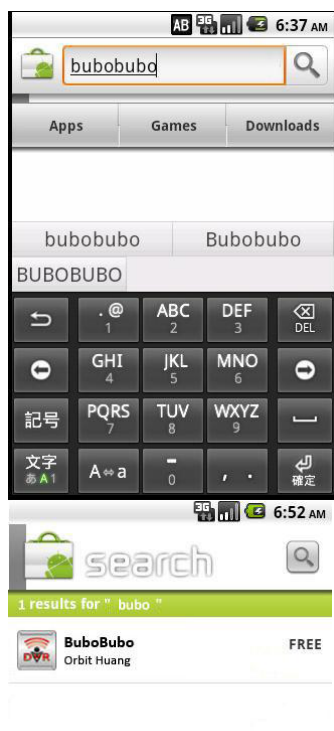 AB 3G 6:37 AM
bubobubo
Apps Games Downloads
bubobubo Bubobubo
BUBOBUBO
. @ ABC DEF DEL
1 2 3
GHI JKL MNO
4 5 6
記号 PQRS TUV WXYZ
7 8 9
文字 A⇔a - , . 確定
あA1 0
3G 6:52 AM
search
1 results for " bubo "
BuboBubo FREE
DVR Orbit Huang